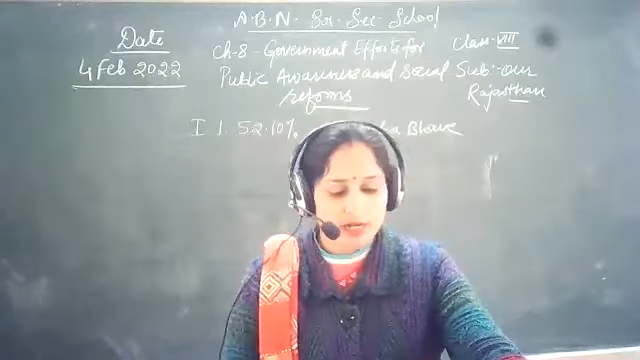 A.B.N. Sr. Sec. School
Date
4 Feb 2022
Ch-8 - Government Efforts for
Class - VIII
Public Awareness and Social
Sub:- our
reforms
Rajasthan
I 1. 52.10% Bhave